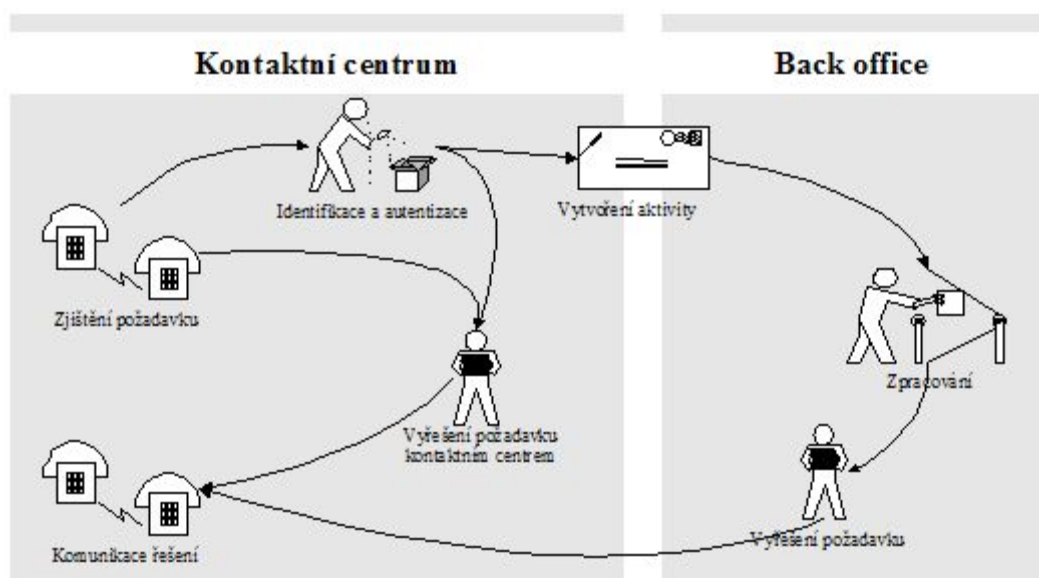 Kontaktní centrum
Back office
Identifikace a autentizace
Vytvoření aktivity
Zjištění požadavku
Zpracování
Vyřešení požadavku
kontaktním centrem
Komunikace řešení
Vyřešení požadavku